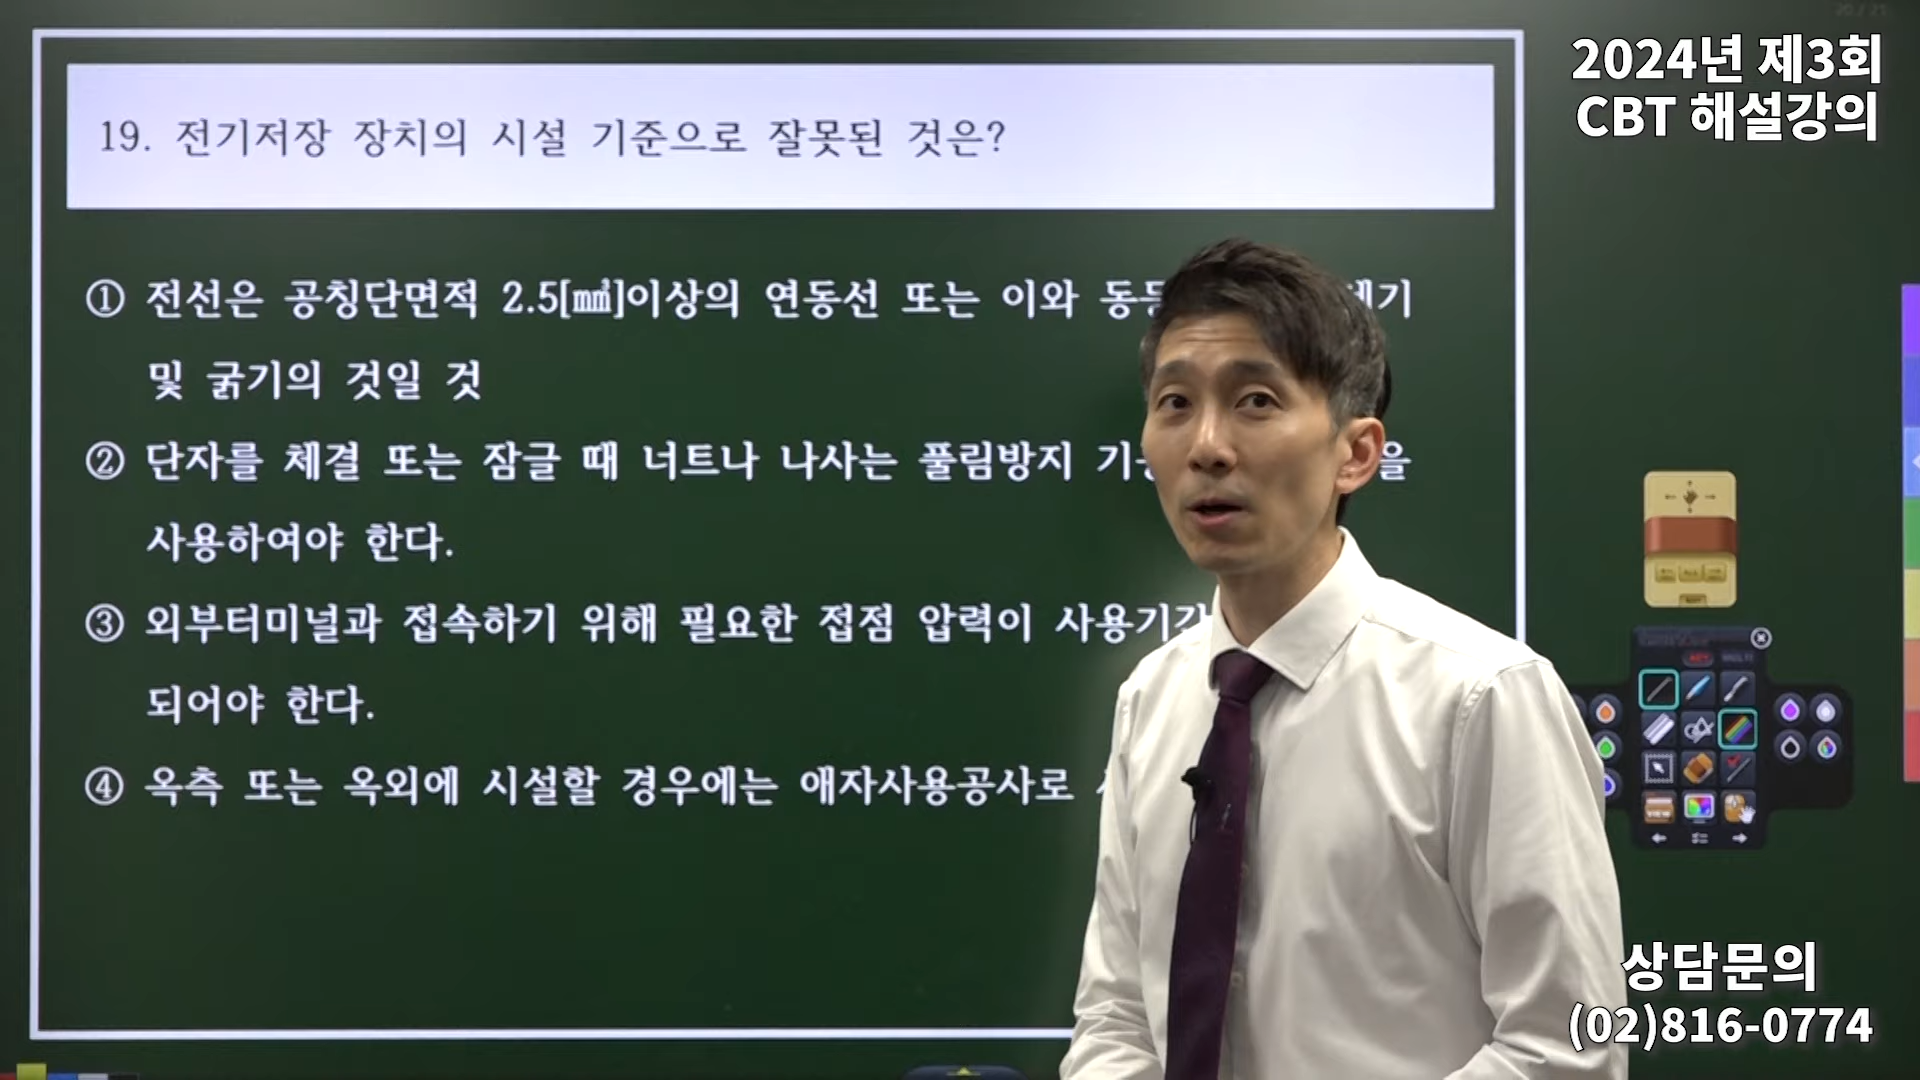 2024년 제3회
CBT 해설강의
19. 전기저장 장치의 시설 기준으로 잘못된 것은?
① 전선은 공칭단면적 2.5[㎟]이상의 연동선 또는 이와
및 굵기의 것일 것
② 단자를 체결 또는 잠글 때 너트나 나사는 풀림방지
사용하여야 한다.
③ 외부터미널과 접속하기 위해 필요한 접점 압력이
되어야 한다.
④ 옥측 또는 옥외에 시설할 경우에는 애자사용공사로
상담문의
(02)816-0774